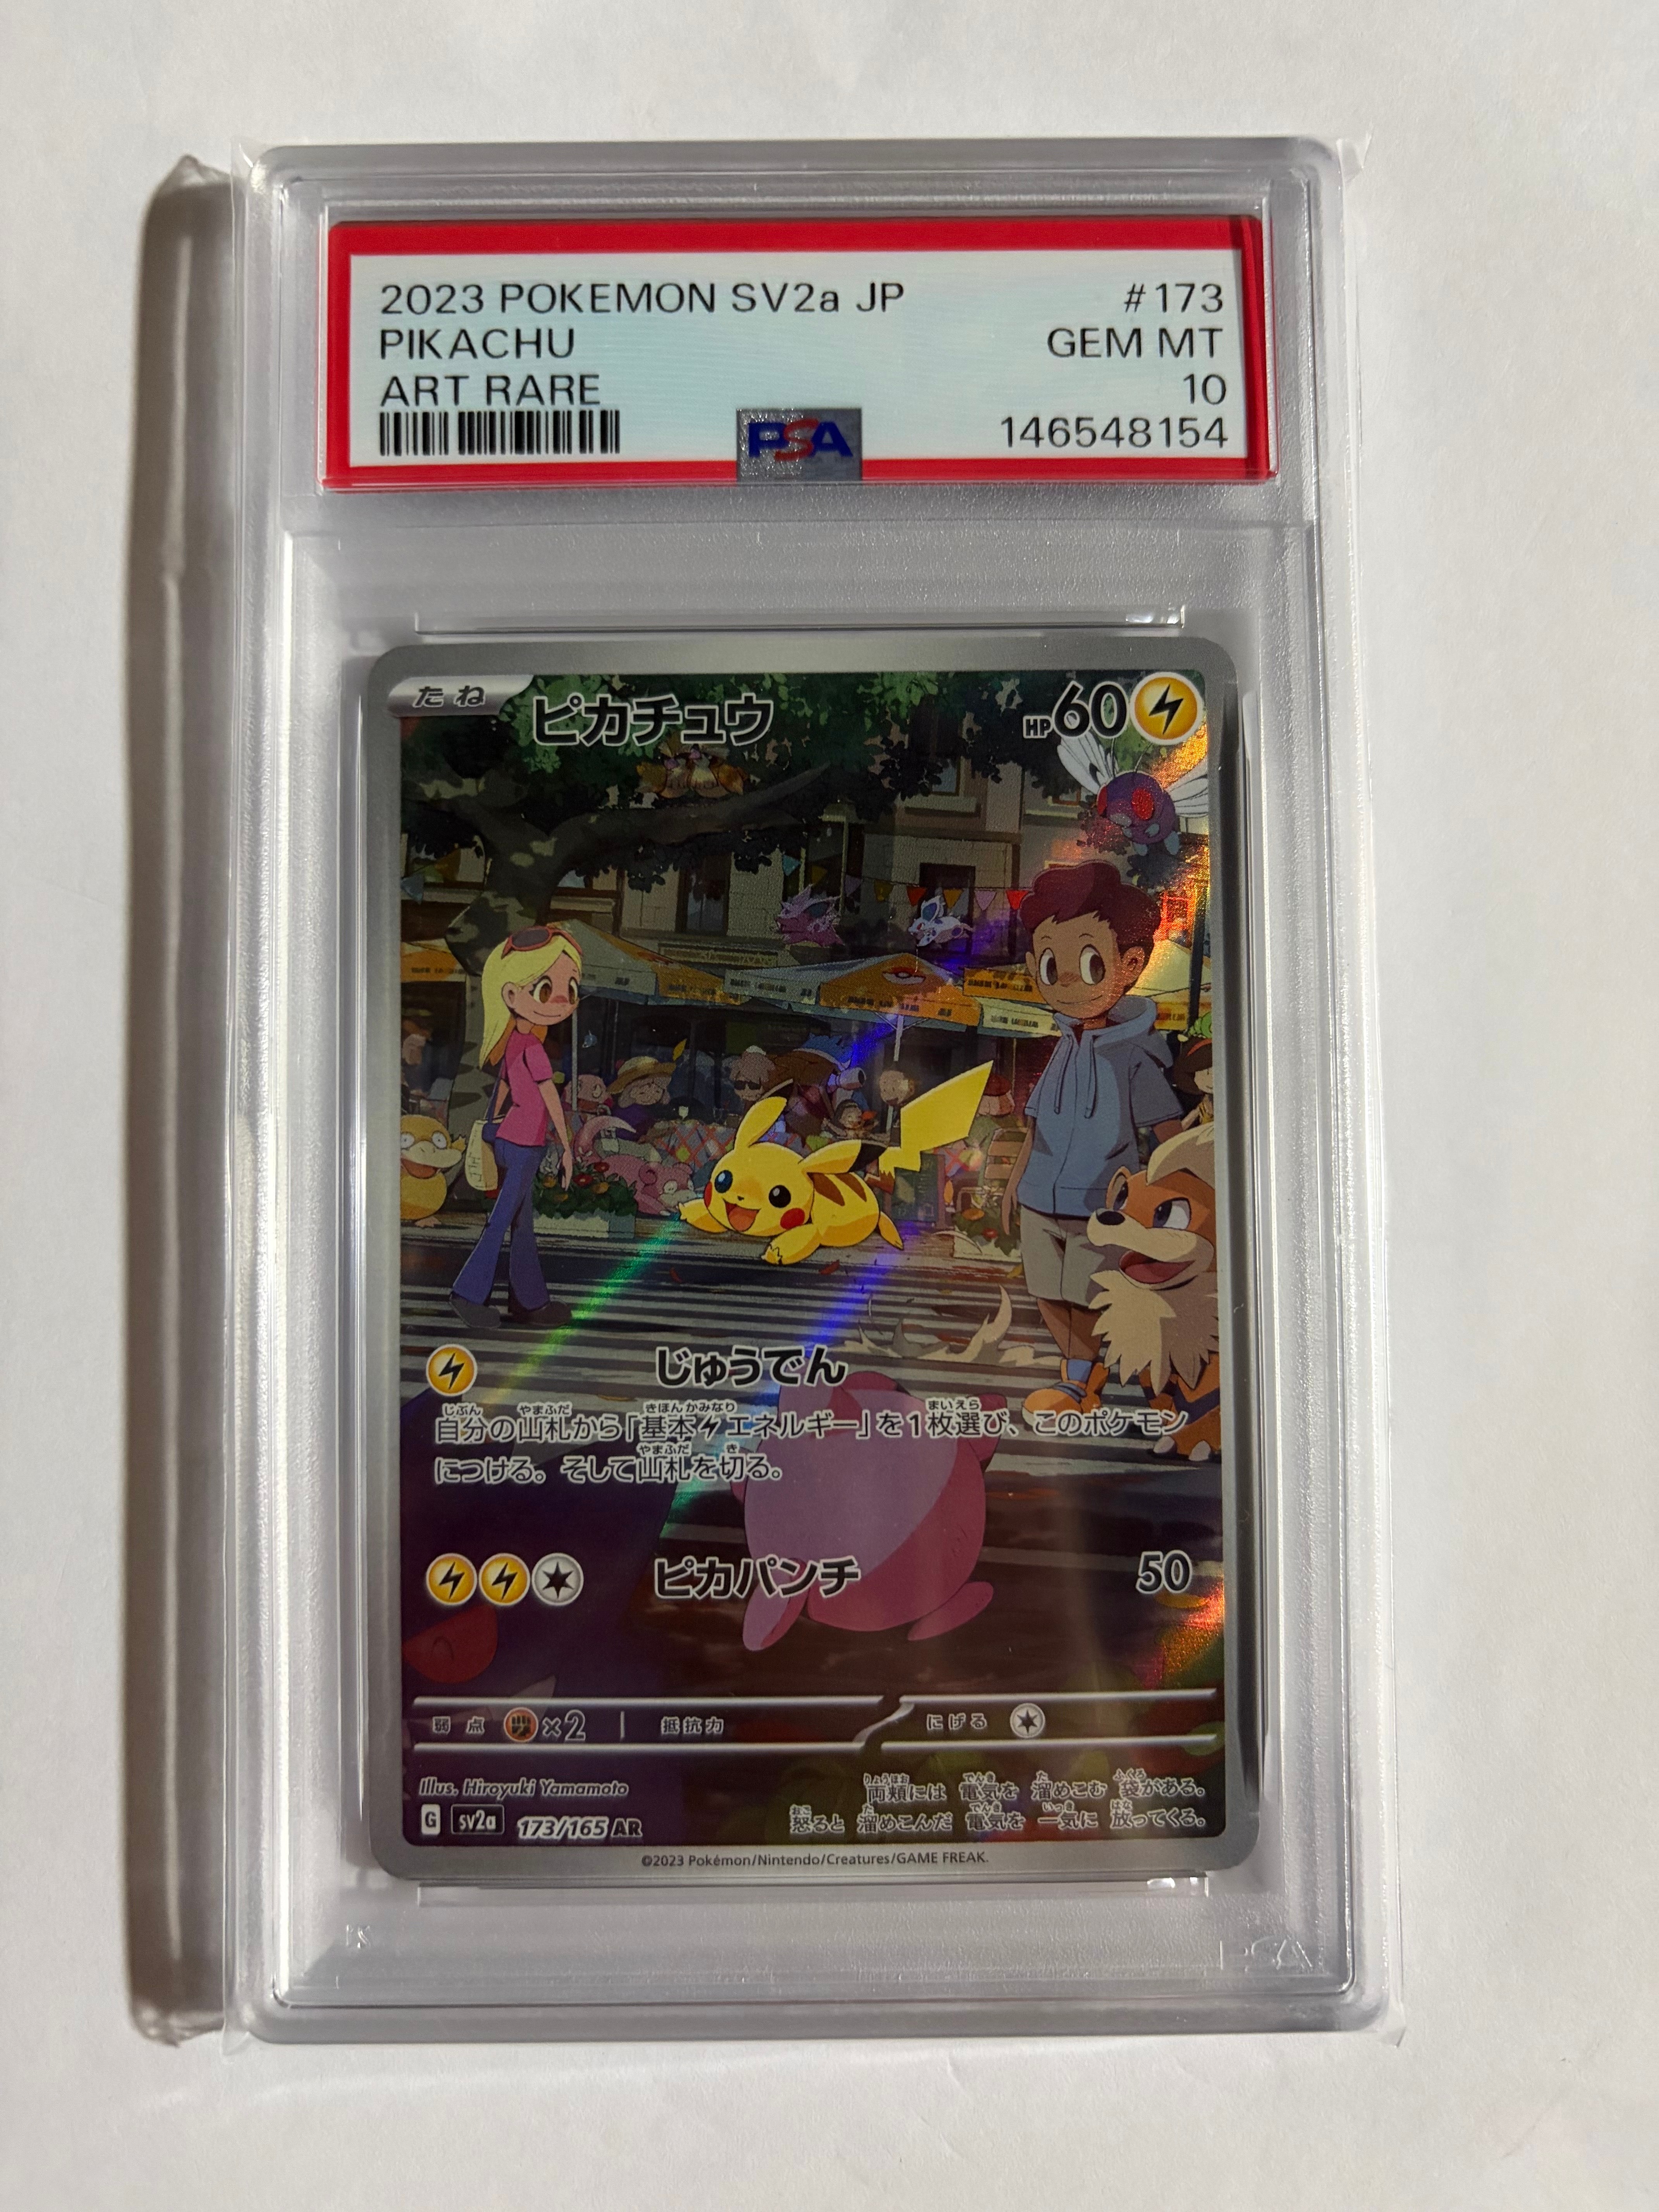 2023 POKEMON SV2a JP #173
PIKACHU GEM MT
ART RARE 10
PSA 146548154
たね ピカチュウ HP60
じゅうでん
自分の山札から「基本エネルギー」を1枚選び、このポケモン
につける。そして山札を切る。
ピカパンチ 50
弱点 ×2 抵抗力 にげる
Illus. Hiroyuki Yamamoto
両頬には 電気を 溜めこむ 袋がある。
G sv2a 173/165 AR
怒ると 溜めこんだ 電気を 一気に 放ってくる。
©2023 Pokémon/Nintendo/Creatures/GAME FREAK.
PSA